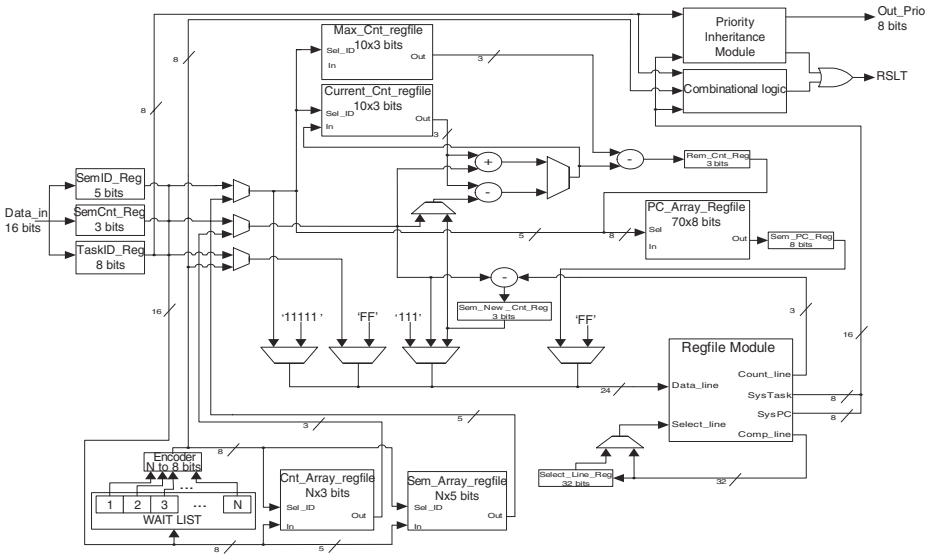 Max_Cnt_regfile
10x3 bits
Sel_ID
Out
In
3
Priority
Inheritance
Module
Out_Prio
8 bits
8
Current_Cnt_regfile
10x3 bits
Sel_ID
Out
In
3
Combinational logic
RSLT
8
+
-
-
Rem_Cnt_Reg
3 bits
SemID_Reg
5 bits
Data_in
16 bits
SemCnt_Reg
3 bits
TaskID_Reg
8 bits
PC_Array_Regfile
70x8 bits
Sel
Out
In
5
8
Sem_PC_Reg
8 bits
-
Sem_New _Cnt_Reg
3 bits
16
3
16
'11111'
'FF'
'111'
'FF'
Regfile Module
Count_line
Data_line
SysTask
SysPC
Select_line
Comp_line
24
8
8
3
5
Select_Line_Reg
32 bits
32
Encoder
N to 8 bits
8
Cnt_Array_regfile
Nx3 bits
Sel_ID
Out
In
Sem_Array_regfile
Nx5 bits
Sel_ID
Out
In
...
1 2 3 ... N
WAIT LIST
8
5